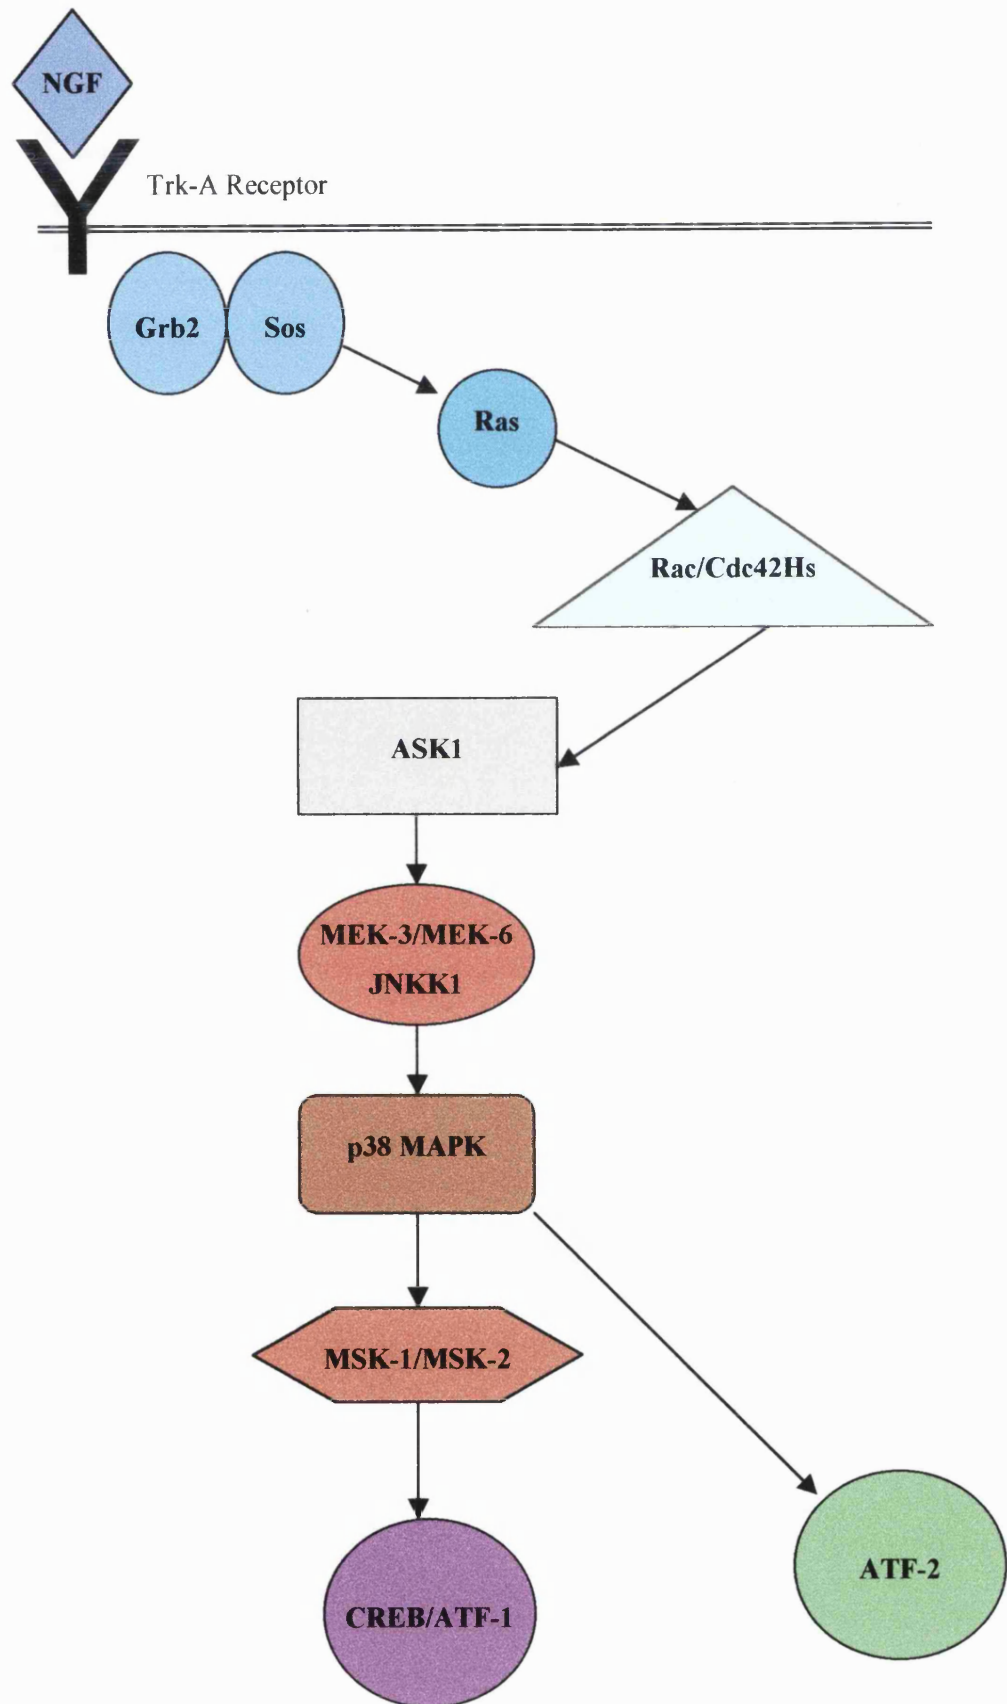 NGF
Trk-A Receptor
Grb2
Sos
Ras
Rac/Cdc42Hs
ASK1
MEK-3/MEK-6
JNKK1
p38 MAPK
MSK-1/MSK-2
CREB/ATF-1
ATF-2